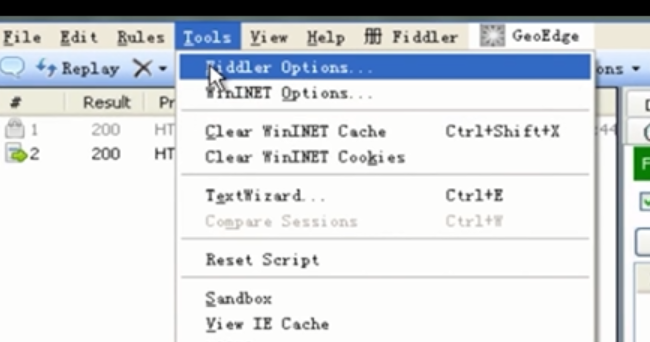 File Edit Rules Tools View Help 册 Fiddler GeoEdge
Replay
# Result
Fiddler Options...
WinINET Options...
1 200 HT
Clear WinINET Cache Ctrl+Shift+X
2 200 HT
Clear WinINET Cookies
TextWizard... Ctrl+E
Compare Sessions Ctrl+W
Reset Script
Sandbox
View IE Cache